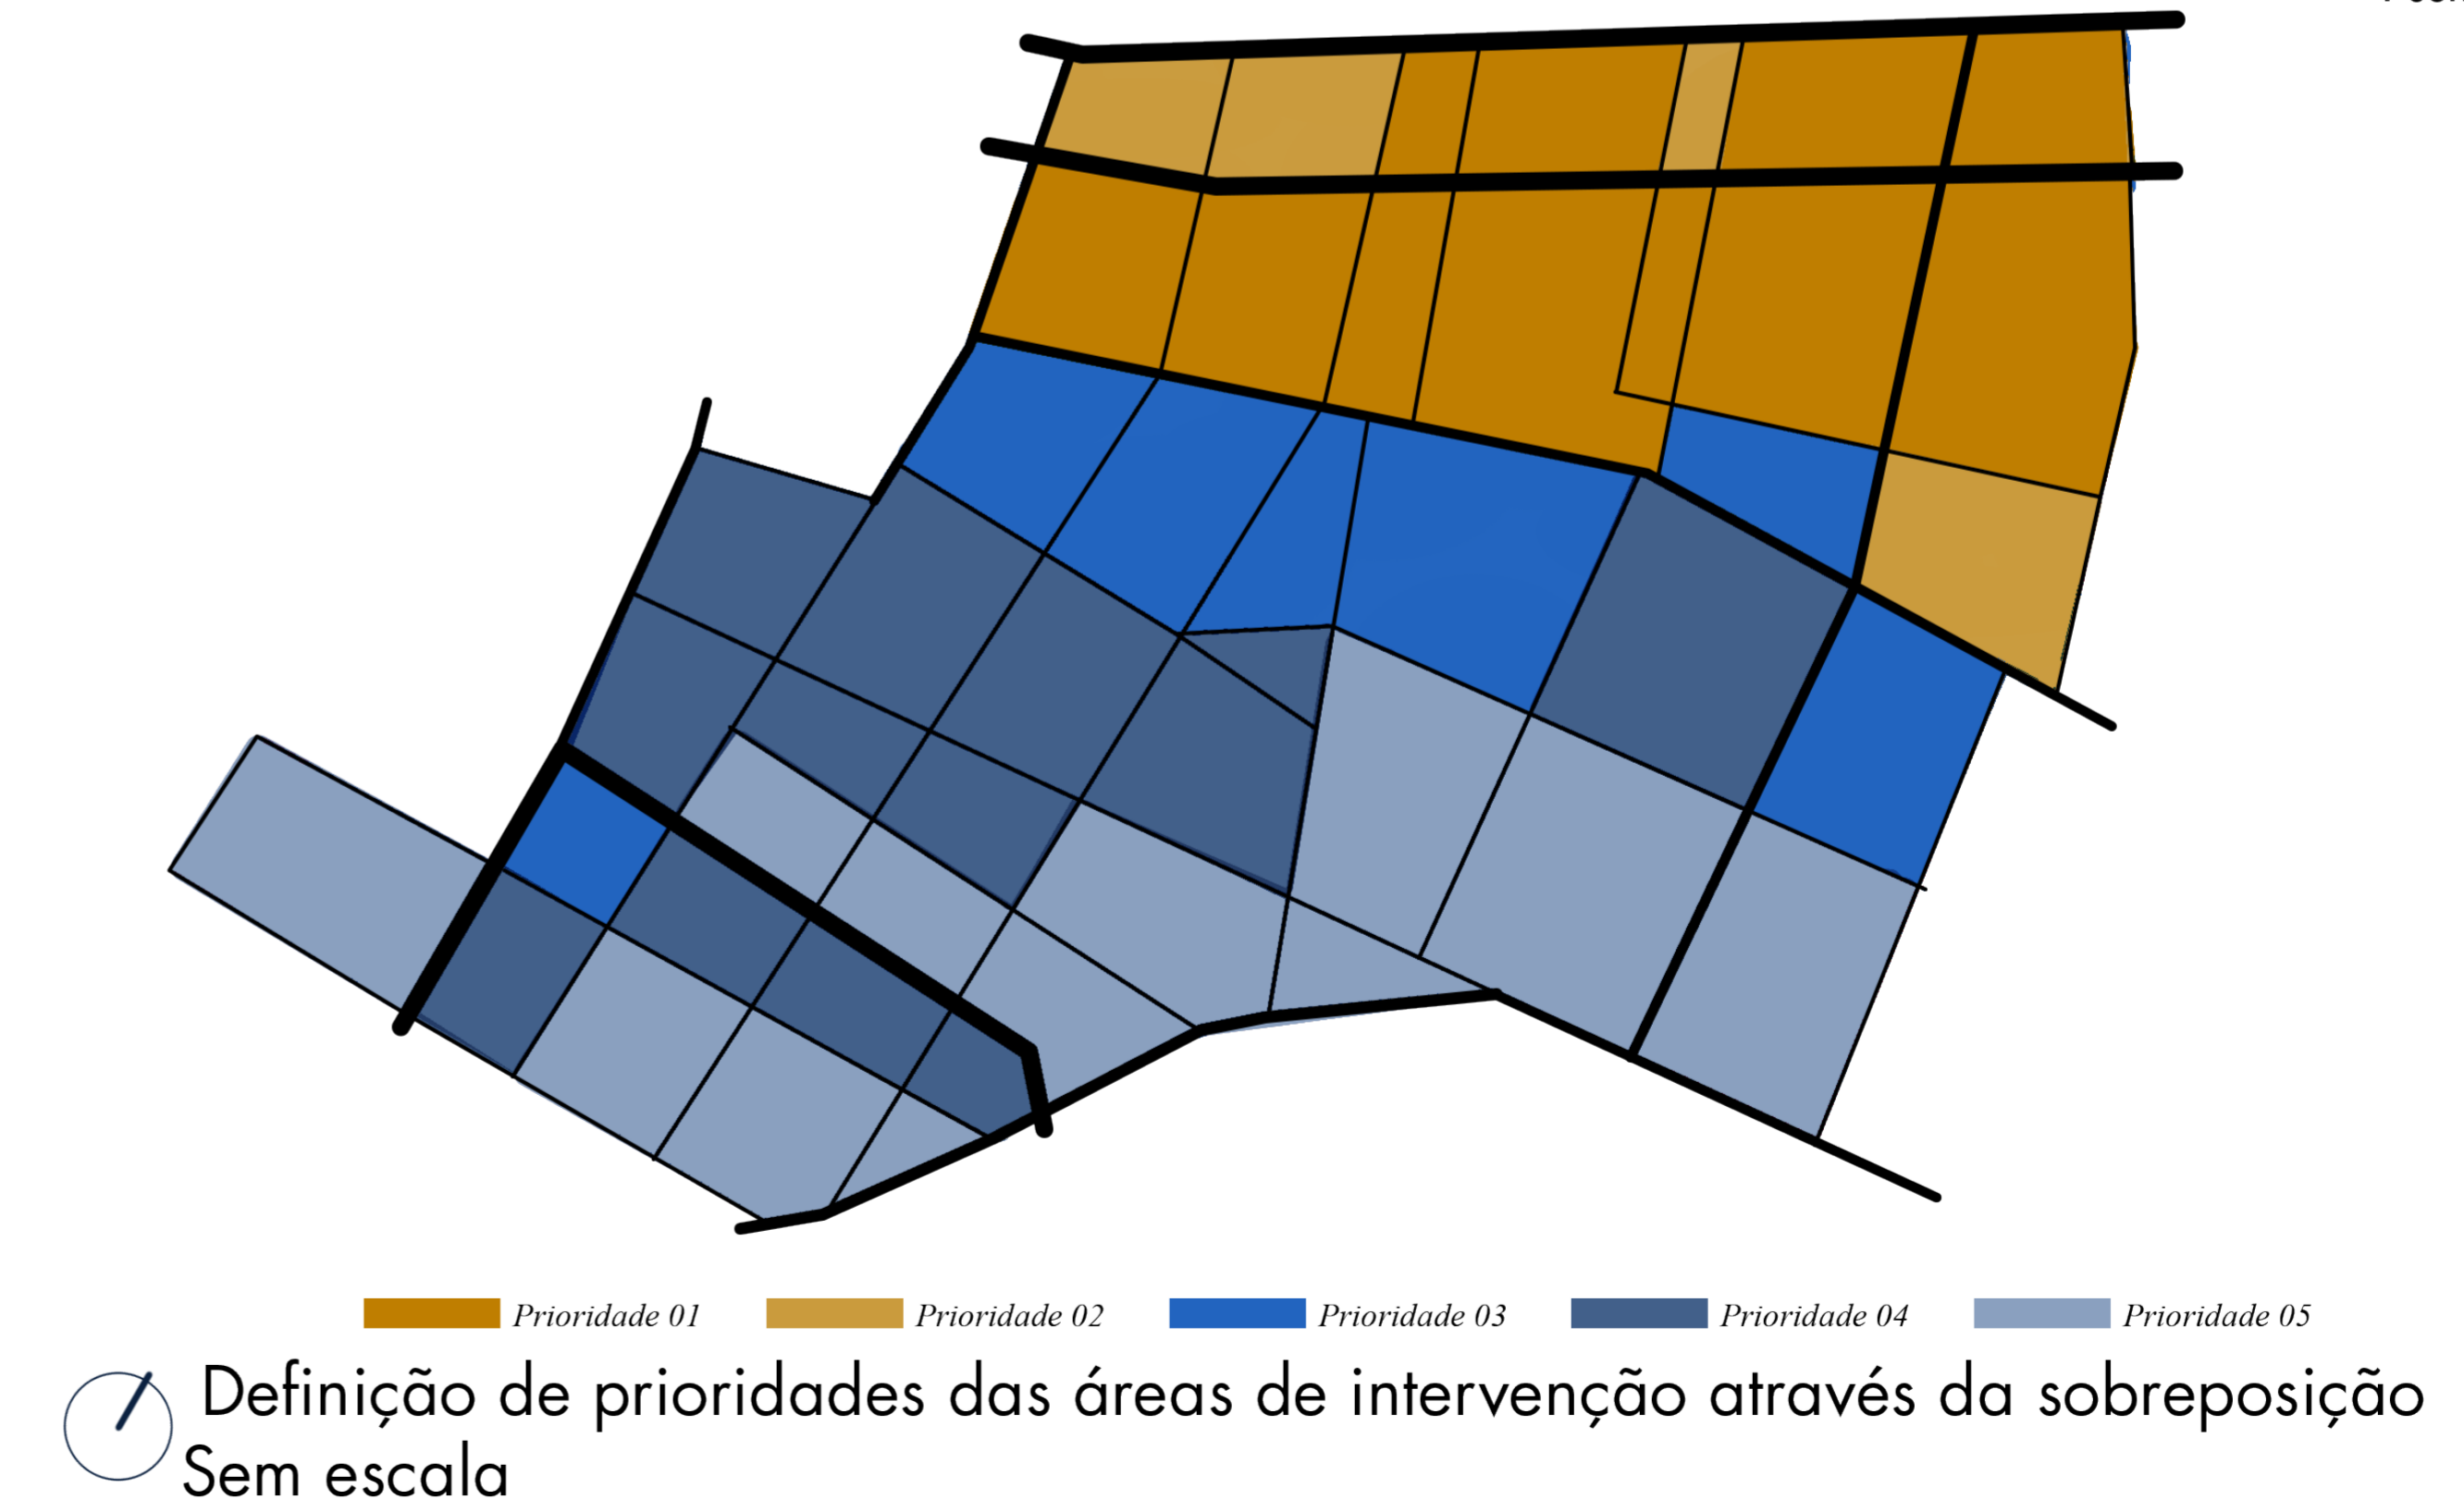 Prioridade 01 Prioridade 02 Prioridade 03 Prioridade 04 Prioridade 05
Definição de prioridades das áreas de intervenção através da sobreposição
Sem escala